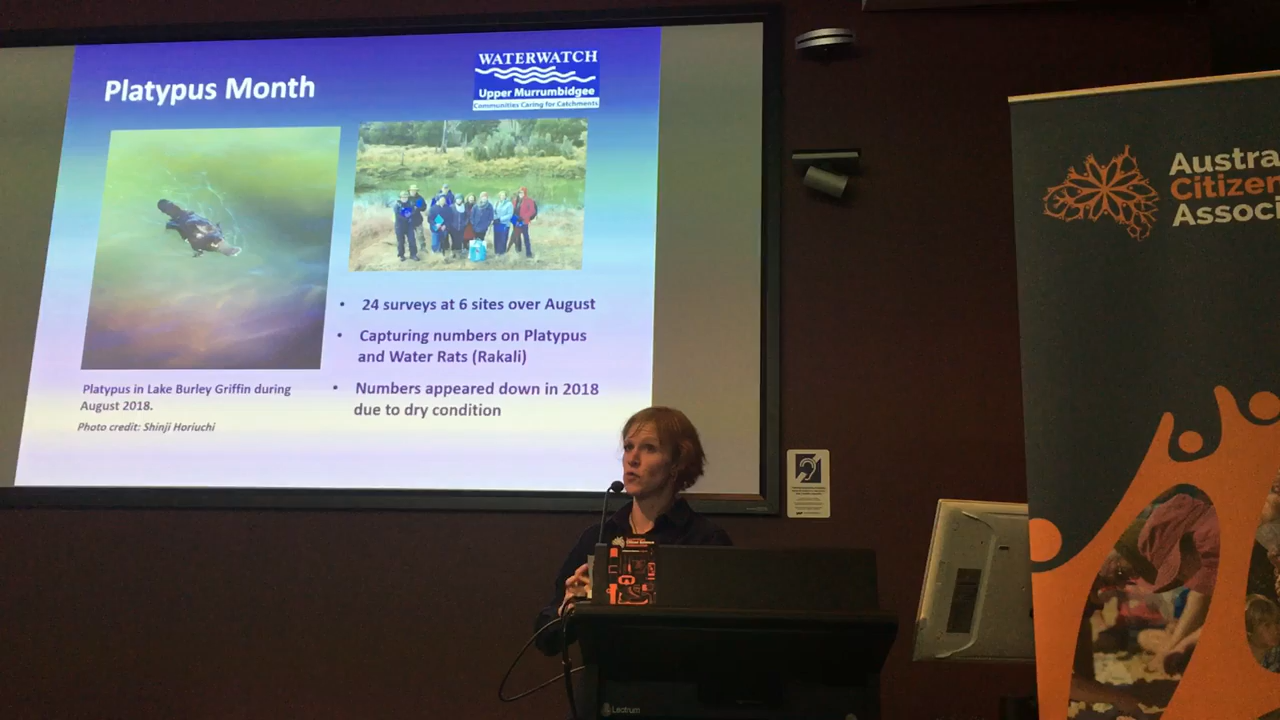 Platypus Month
WATERWATCH
Upper Murrumbidgee
Communities Caring for Catchments
24 surveys at 6 sites over August
Capturing numbers on Platypus
and Water Rats (Rakali)
Numbers appeared down in 2018
due to dry condition
Platypus in Lake Burley Griffin during
August 2018.
Photo credit: Shinji Horiuchi
Austra
Citizen
Associ
Lectrum